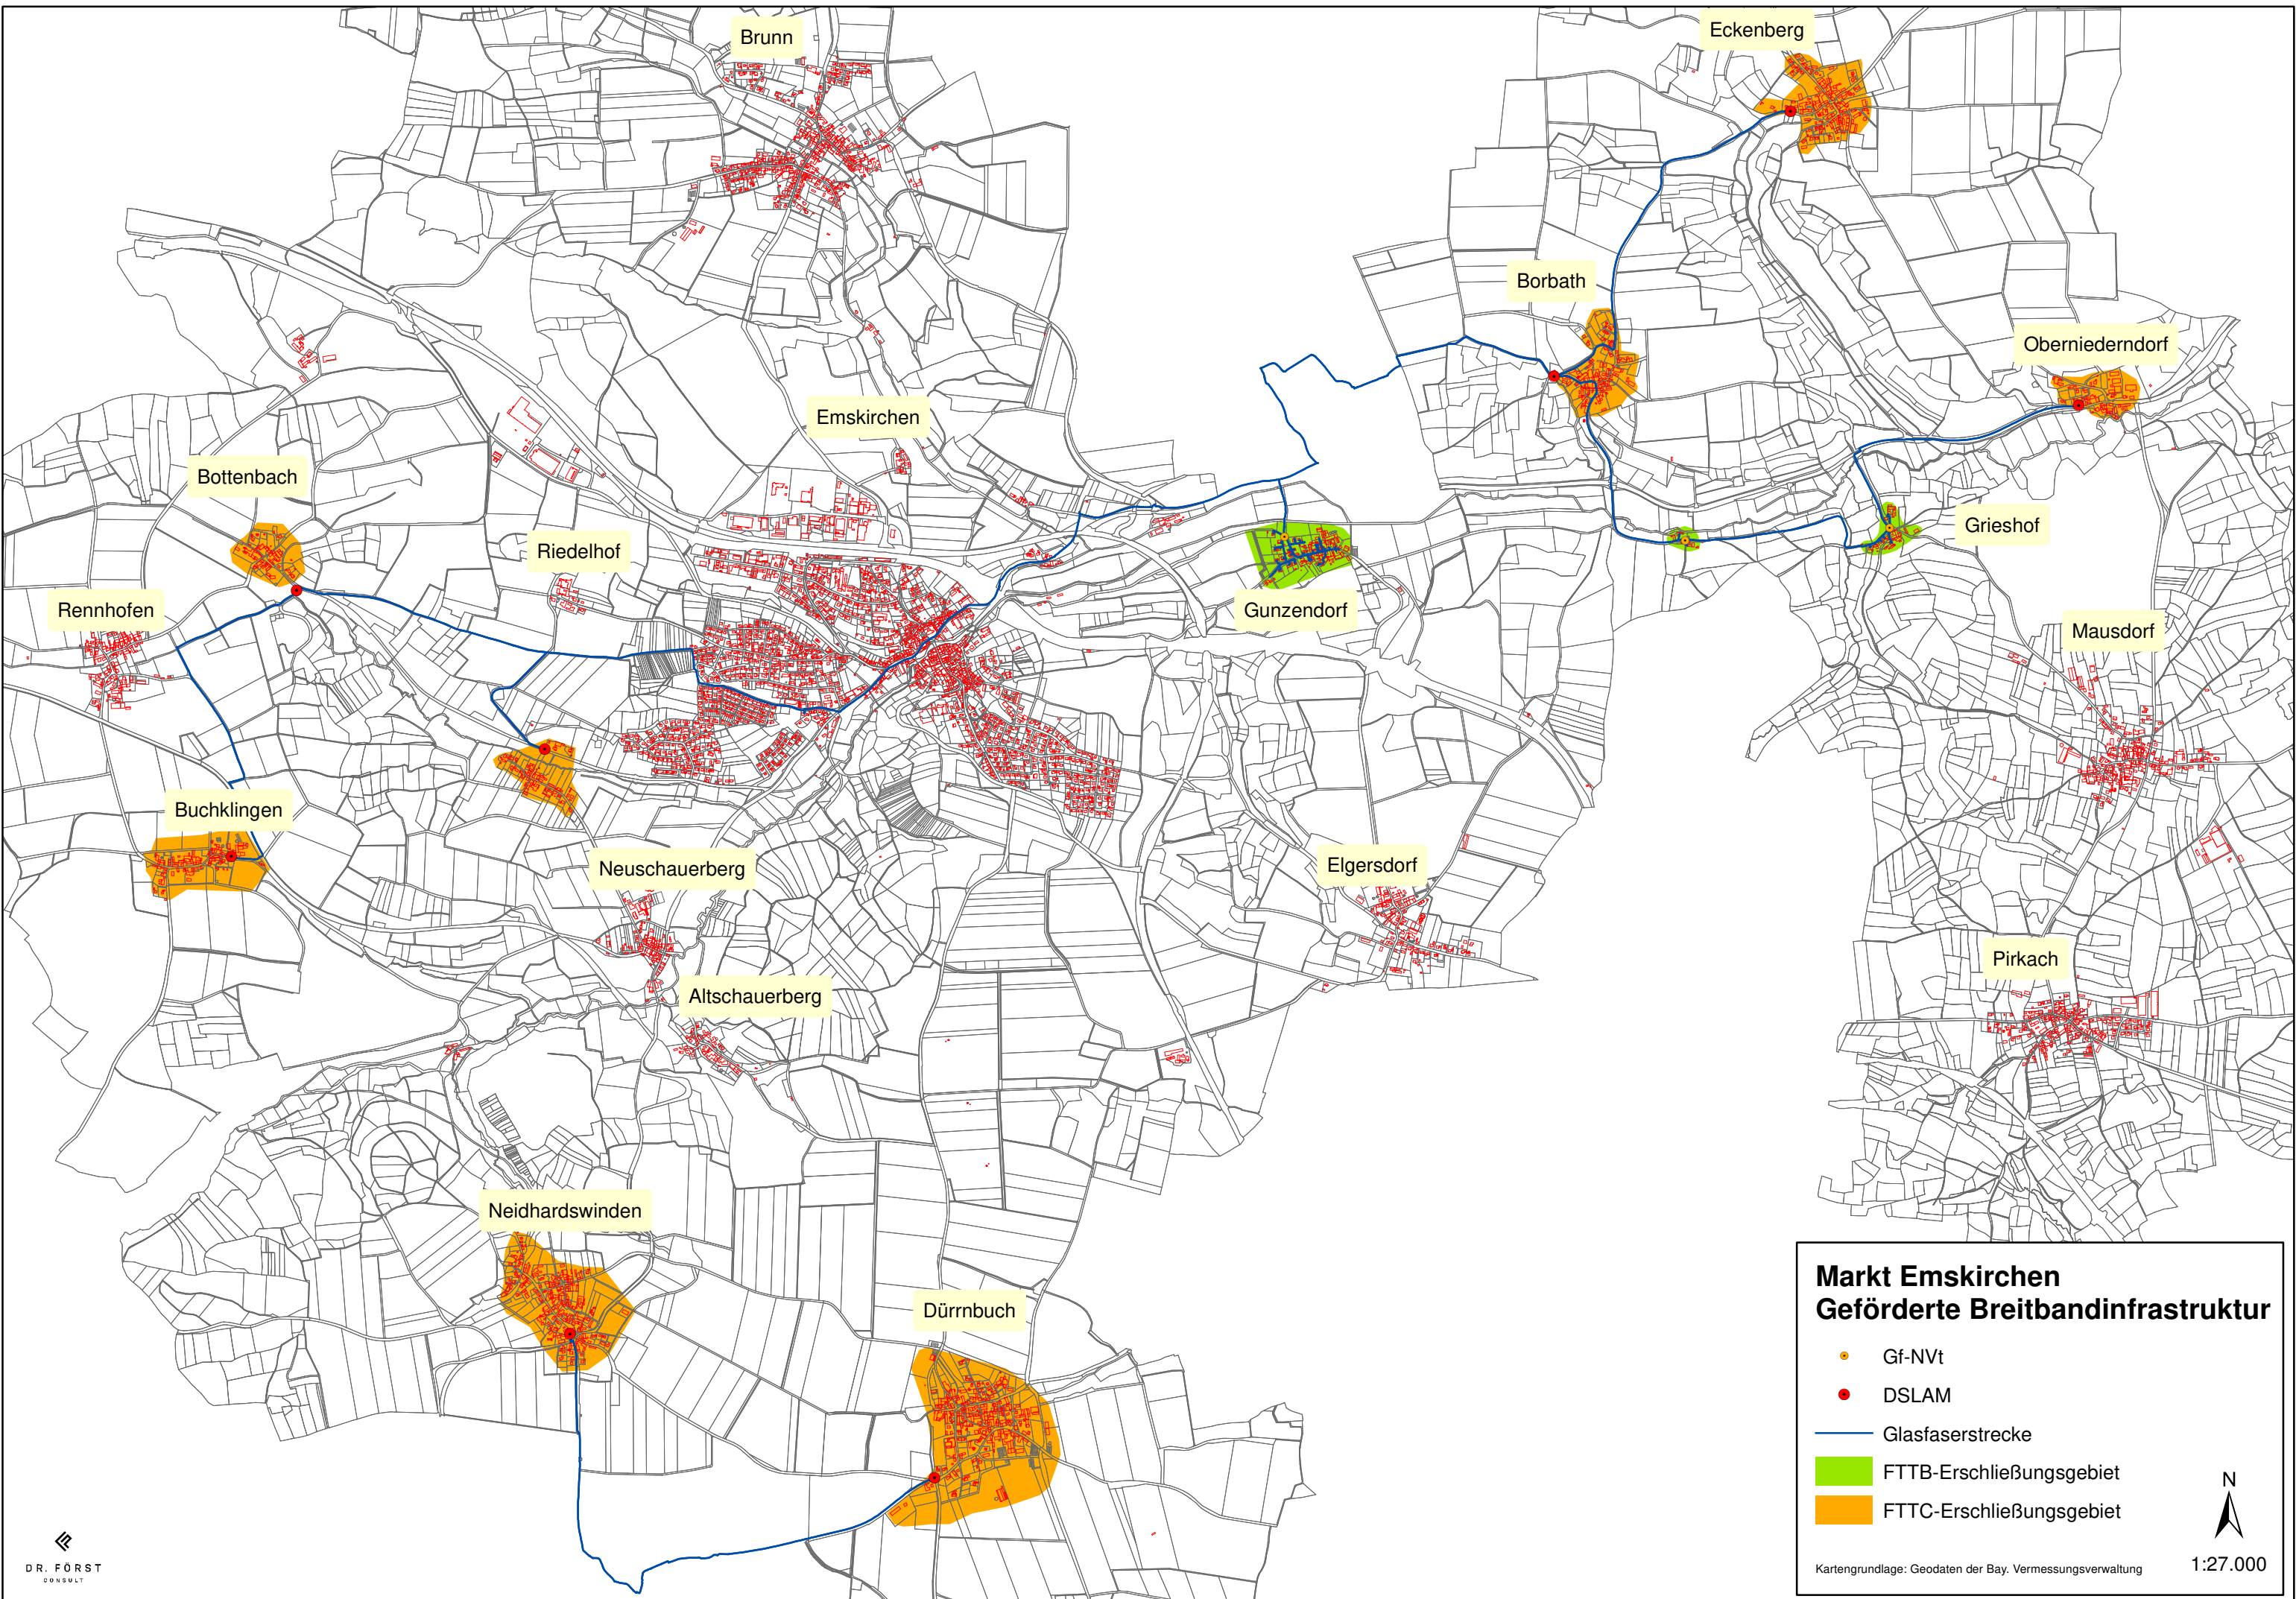 Brunn
Eckenberg
Borbath
Oberniederndorf
Emskirchen
Bottenbach
Riedelhof
Grieshof
Rennhofen
Gunzendorf
Mausdorf
Buchklingen
Neuschauerberg
Elgersdorf
Pirkach
Altschauerberg
Neidhardswinden
Dürrnbuch
Markt Emskirchen
Geförderte Breitbandinfrastruktur
Gf-NVt
DSLAM
Glasfaserstrecke
FTTB-Erschließungsgebiet
FTTC-Erschließungsgebiet
N
Kartengrundlage: Geodaten der Bay. Vermessungsverwaltung
1:27.000
DR. FÖRST
CONSULT